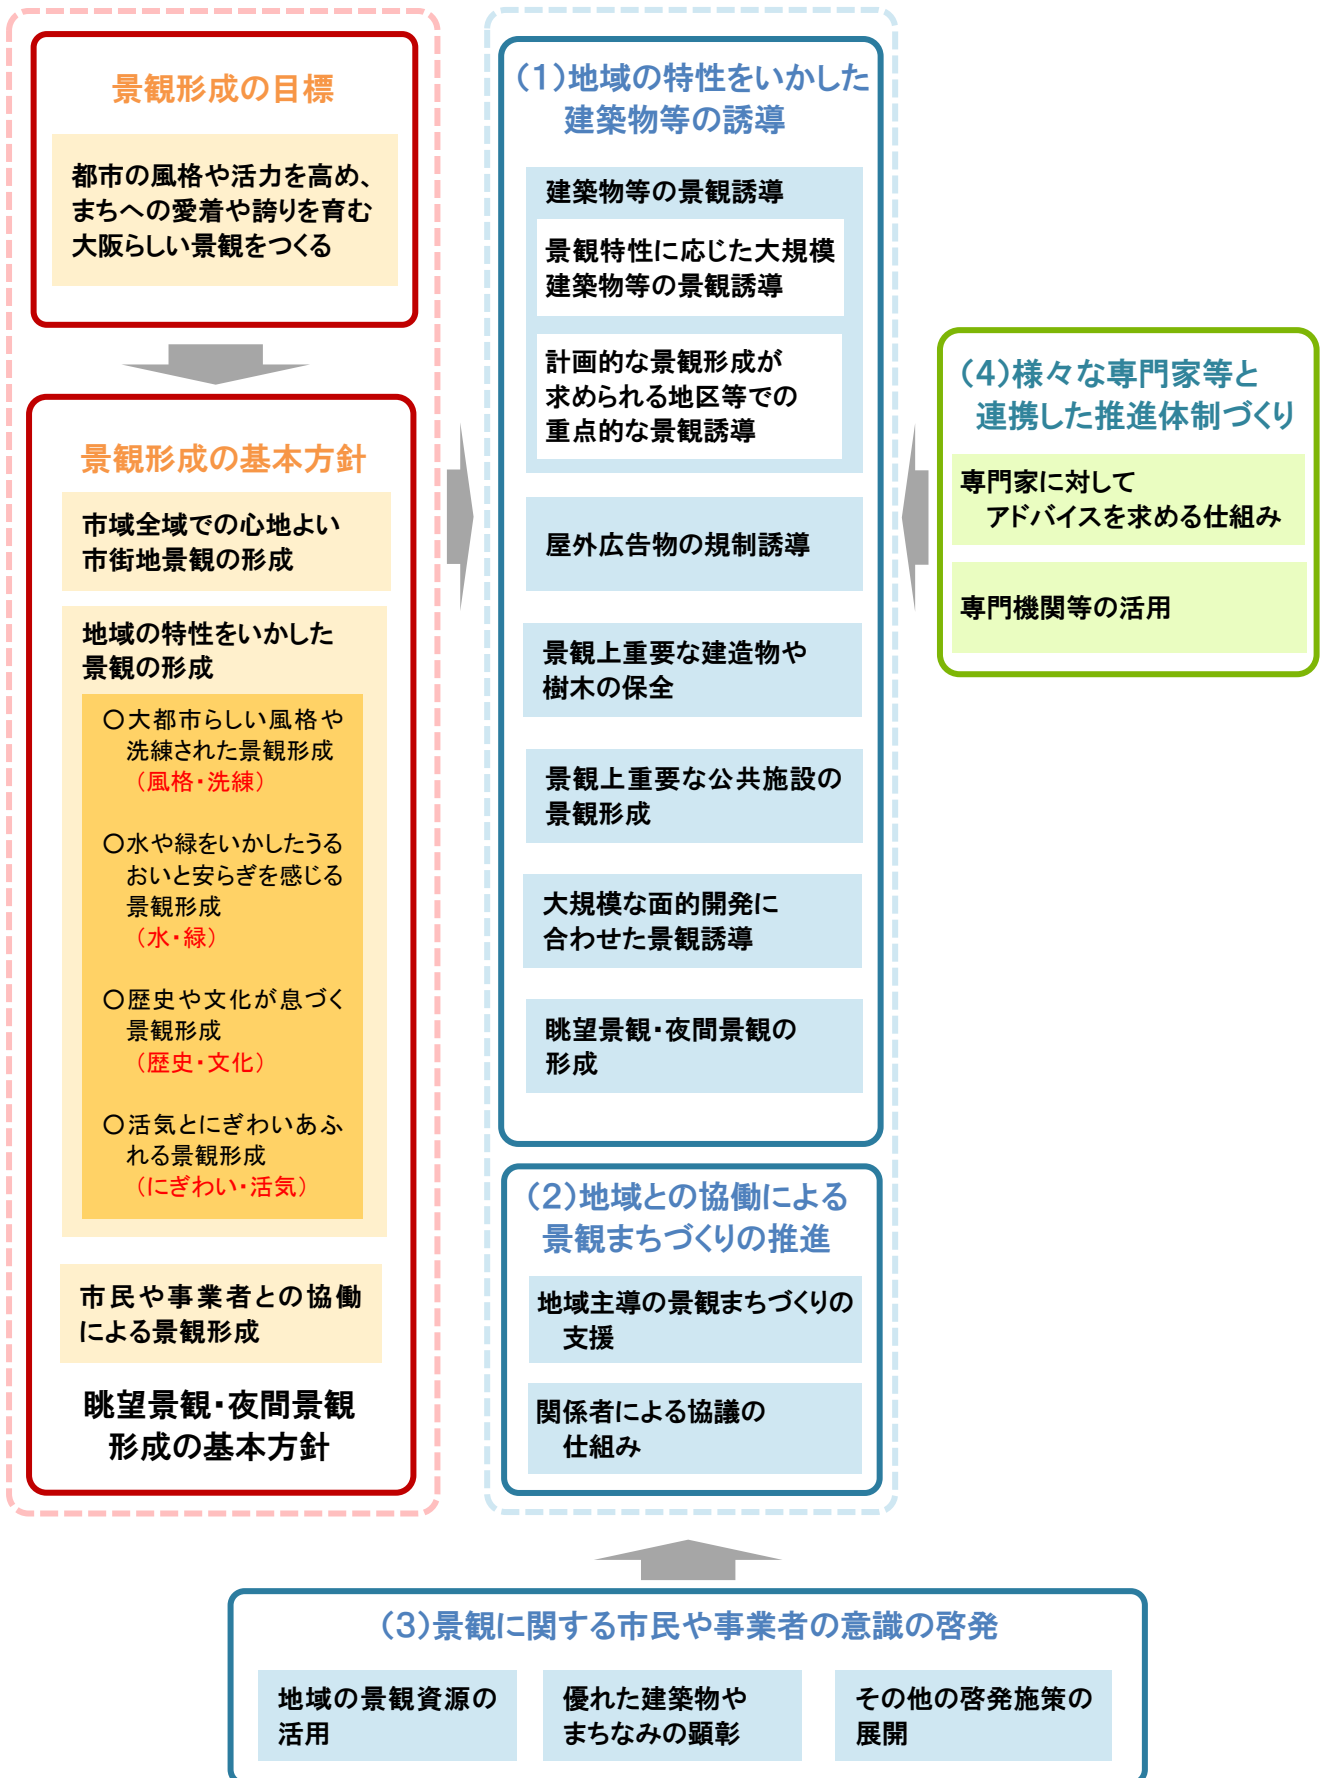 景観形成の目標
都市の風格や活力を高め、
まちへの愛着や誇りを育む
大阪らしい景観をつくる
景観形成の基本方針
市域全域での心地よい
市街地景観の形成
地域の特性をいかした
景観の形成
〇大都市らしい風格や
洗練された景観形成
（風格・洗練）
〇水や緑をいかしたうる
おいと安らぎを感じる
景観形成
（水・緑）
〇歴史や文化が息づく
景観形成
（歴史・文化）
〇活気とにぎわいあふ
れる景観形成
（にぎわい・活気）
市民や事業者との協働
による景観形成
眺望景観・夜間景観
形成の基本方針
（1）地域の特性をいかした
建築物等の誘導
建築物等の景観誘導
景観特性に応じた大規模
建築物等の景観誘導
計画的な景観形成が
求められる地区等での
重点的な景観誘導
屋外広告物の規制誘導
景観上重要な建造物や
樹木の保全
景観上重要な公共施設の
景観形成
大規模な面的開発に
合わせた景観誘導
眺望景観・夜間景観の
形成
（2）地域との協働による
景観まちづくりの推進
地域主導の景観まちづくりの
支援
関係者による協議の
仕組み
（4）様々な専門家等と
連携した推進体制づくり
専門家に対して
アドバイスを求める仕組み
専門機関等の活用
（3）景観に関する市民や事業者の意識の啓発
地域の景観資源の
活用
優れた建築物や
まちなみの顕彰
その他の啓発施策の
展開